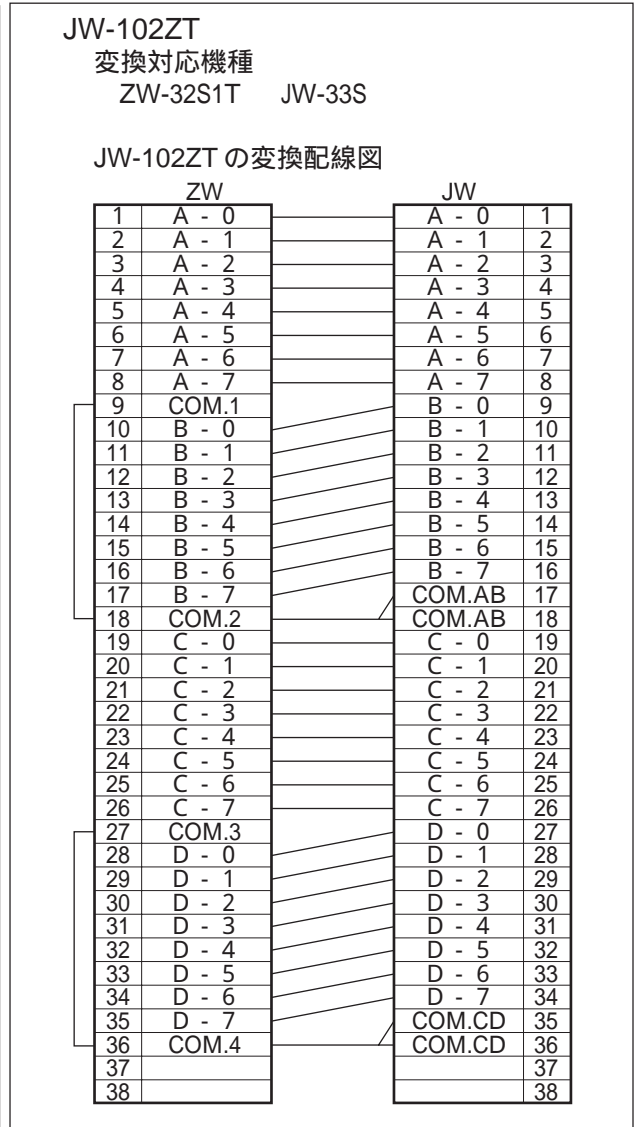 JW-102ZT
変換対応機種
ZW-32S1T JW-33S
JW-102ZT の変換配線図
ZW JW
1 A - 0 A - 0 1
2 A - 1 A - 1 2
3 A - 2 A - 2 3
4 A - 3 A - 3 4
5 A - 4 A - 4 5
6 A - 5 A - 5 6
7 A - 6 A - 6 7
8 A - 7 A - 7 8
9 COM.1 B - 0 9
10 B - 0 B - 1 10
11 B - 1 B - 2 11
12 B - 2 B - 3 12
13 B - 3 B - 4 13
14 B - 4 B - 5 14
15 B - 5 B - 6 15
16 B - 6 B - 7 16
17 B - 7 COM.AB 17
18 COM.2 COM.AB 18
19 C - 0 C - 0 19
20 C - 1 C - 1 20
21 C - 2 C - 2 21
22 C - 3 C - 3 22
23 C - 4 C - 4 23
24 C - 5 C - 5 24
25 C - 6 C - 6 25
26 C - 7 C - 7 26
27 COM.3 D - 0 27
28 D - 0 D - 1 28
29 D - 1 D - 2 29
30 D - 2 D - 3 30
31 D - 3 D - 4 31
32 D - 4 D - 5 32
33 D - 5 D - 6 33
34 D - 6 D - 7 34
35 D - 7 COM.CD 35
36 COM.4 COM.CD 36
37 37
38 38